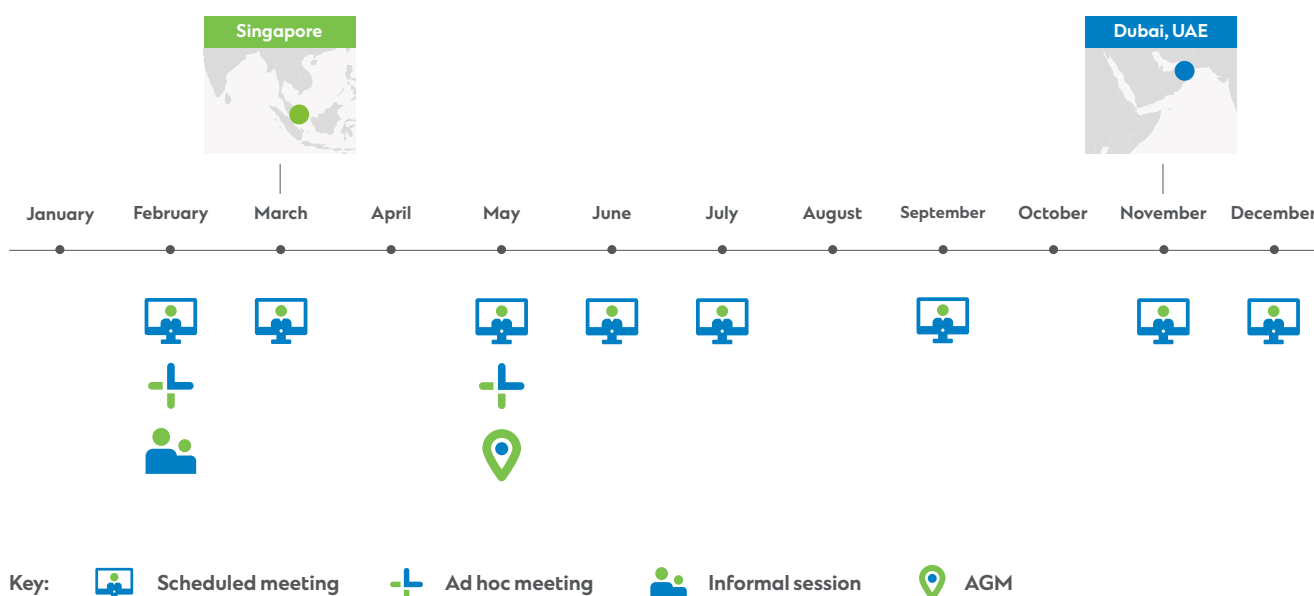 Singapore
Dubai, UAE
January February March April May June July August September October November December
Key: Scheduled meeting Ad hoc meeting Informal session AGM